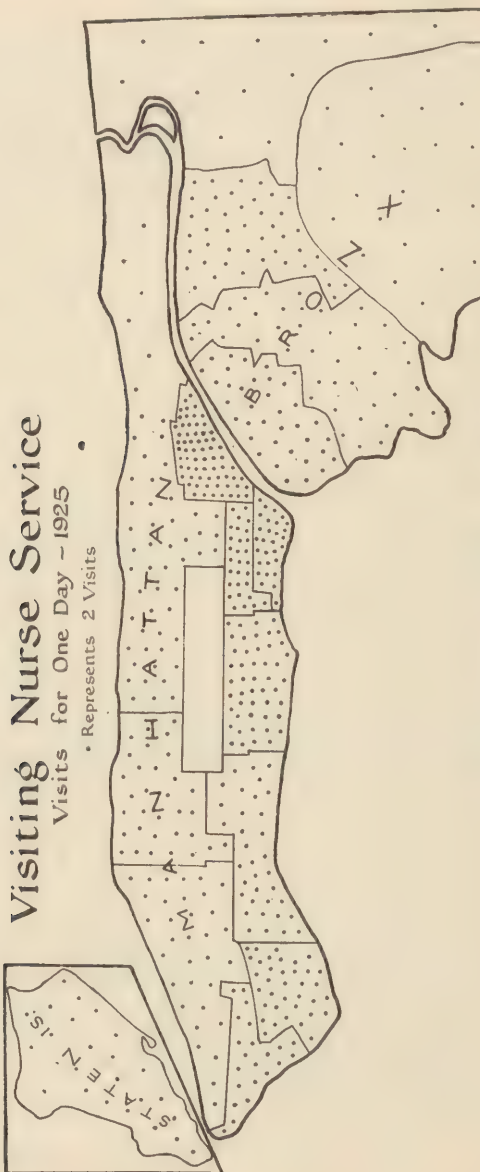 Visiting Nurse Service
Visits for One Day ~ 1925
• Represents 2 Visits
MANHATTAN
BRONX
STATEN IS.